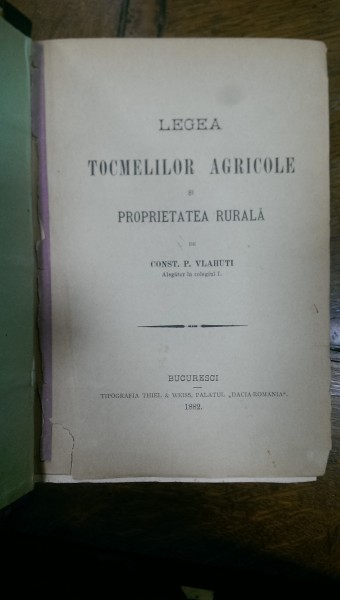 LEGEA
TOCMELILOR AGRICOLE
ȘI
PROPRIETATEA RURALĂ
DE
CONST. P. VLAHUTI
Alegător la colegiul I.
BUCURESCI
TIPOGRAFIA THIEL & WEISS, PALATUL „DACIA-ROMANIA”.
1882.